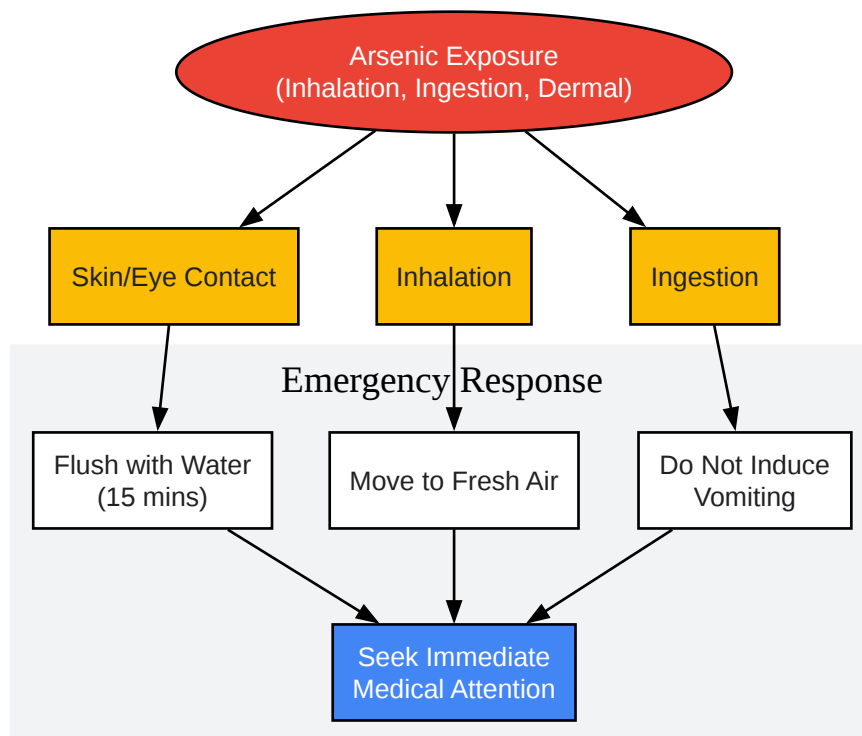 Arsenic Exposure
(Inhalation, Ingestion, Dermal)
Skin/Eye Contact
Inhalation
Ingestion
Emergency Response
Flush with Water
(15 mins)
Move to Fresh Air
Do Not Induce
Vomiting
Seek Immediate
Medical Attention